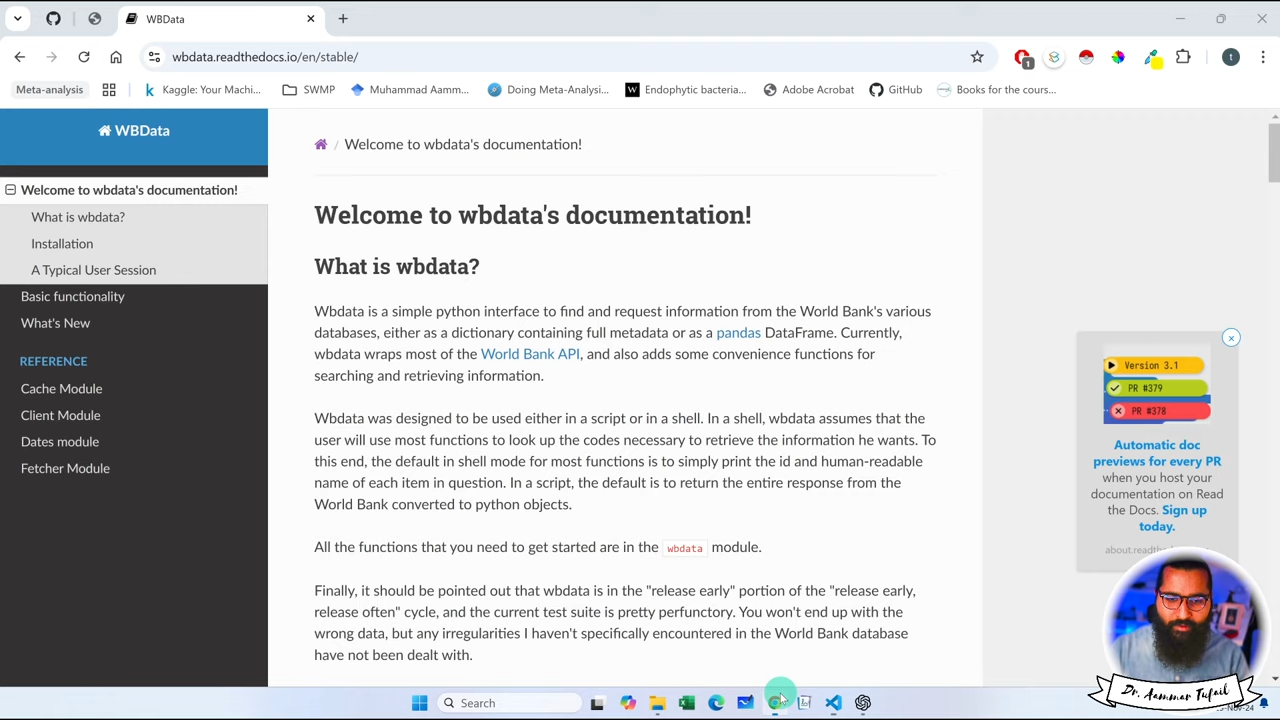 WBData
wbdata.readthedocs.io/en/stable/
1
t
Meta-analysis
Kaggle: Your Machi...
SWMP
Muhammad Aamm...
Doing Meta-Analysi...
Endophytic bacteria...
Adobe Acrobat
GitHub
Books for the cours...
WBData
Welcome to wbdata's documentation!
What is wbdata?
Installation
A Typical User Session
Basic functionality
What's New
REFERENCE
Cache Module
Client Module
Dates module
Fetcher Module
/ Welcome to wbdata's documentation!
Welcome to wbdata's documentation!
What is wbdata?
Wbdata is a simple python interface to find and request information from the World Bank's various
databases, either as a dictionary containing full metadata or as a pandas DataFrame. Currently,
wbdata wraps most of the World Bank API, and also adds some convenience functions for
searching and retrieving information.
Wbdata was designed to be used either in a script or in a shell. In a shell, wbdata assumes that the
user will use most functions to look up the codes necessary to retrieve the information he wants. To
this end, the default in shell mode for most functions is to simply print the id and human-readable
name of each item in question. In a script, the default is to return the entire response from the
World Bank converted to python objects.
All the functions that you need to get started are in the wbdata module.
Finally, it should be pointed out that wbdata is in the "release early" portion of the "release early,
release often" cycle, and the current test suite is pretty perfunctory. You won't end up with the
wrong data, but any irregularities I haven't specifically encountered in the World Bank database
have not been dealt with.
Version 3.1
PR #379
PR #378
Automatic doc
previews for every PR
when you host your
documentation on Read
the Docs. Sign up
today.
Dr. Aammar Tufail
Search